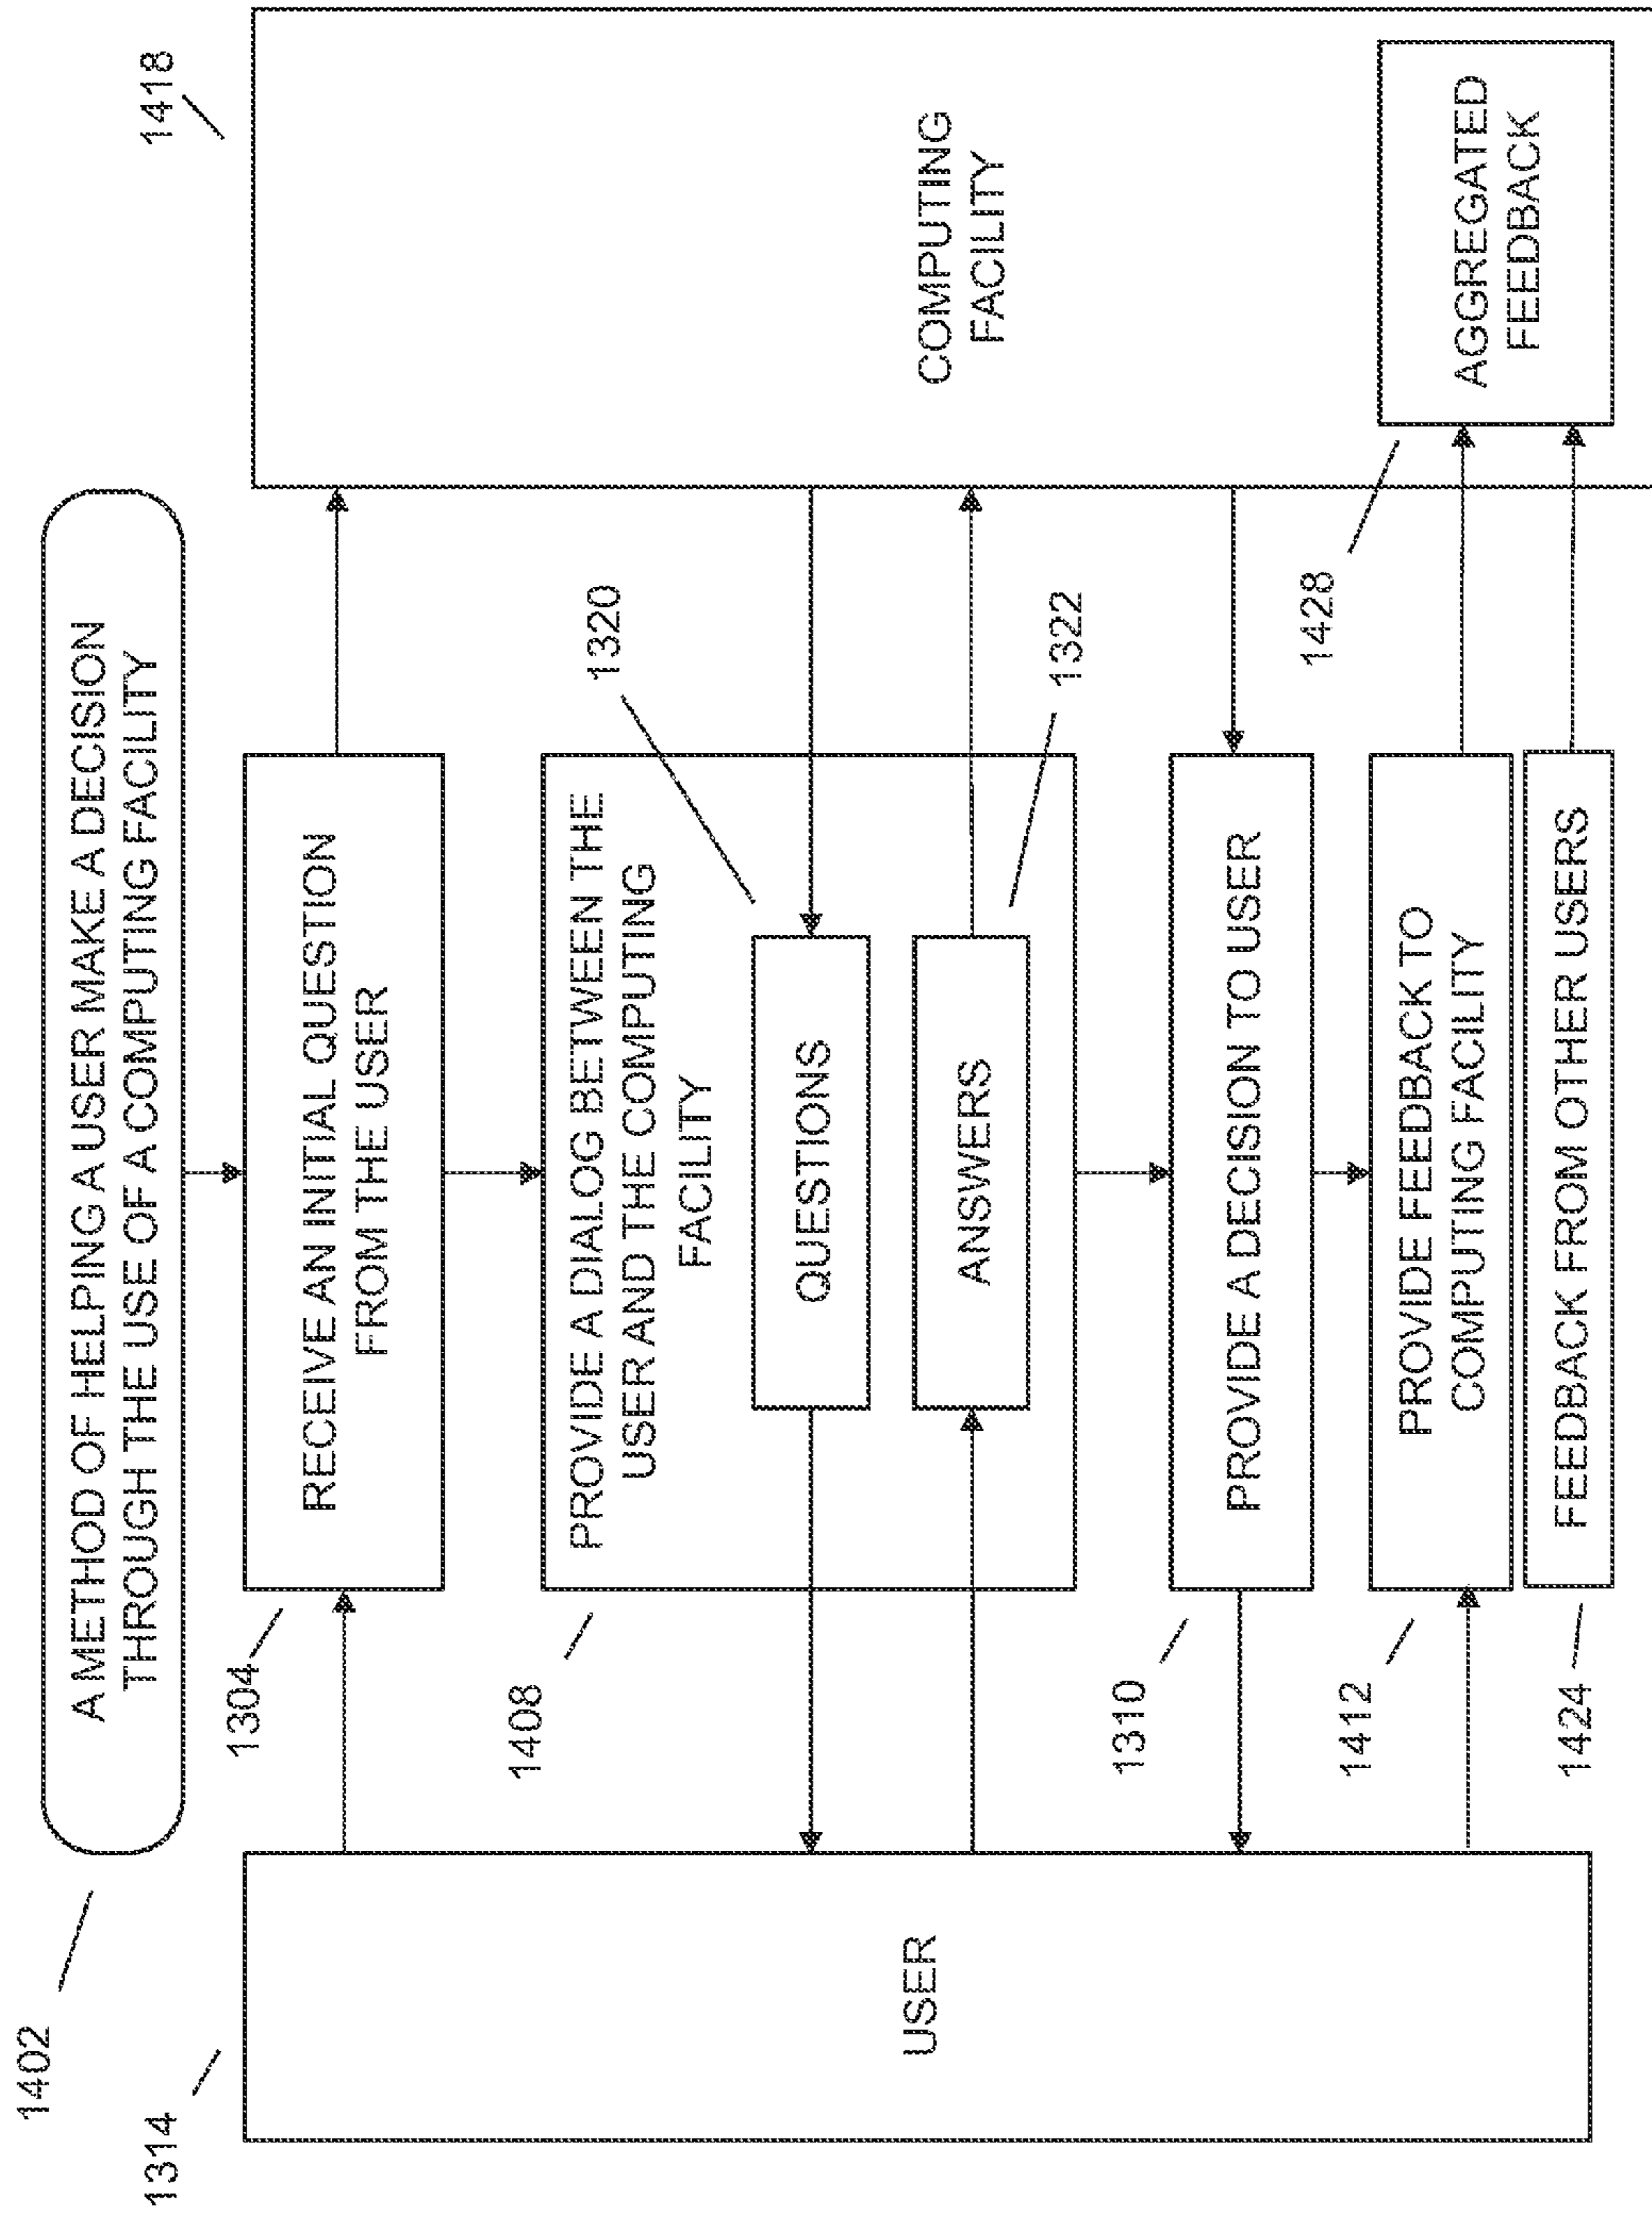 1402
A METHOD OF HELPING A USER MAKE A DECISION
THROUGH THE USE OF A COMPUTING FACILITY
1314
USER
1304
RECEIVE AN INITIAL QUESTION
FROM THE USER
1418
COMPUTING
FACILITY
1408
PROVIDE A DIALOG BETWEEN THE
USER AND THE COMPUTING
FACILITY
1320
QUESTIONS
ANSWERS
1322
1310
PROVIDE A DECISION TO USER
1412
PROVIDE FEEDBACK TO
COMPUTING FACILITY
1428
AGGREGATED
FEEDBACK
1424
FEEDBACK FROM OTHER USERS